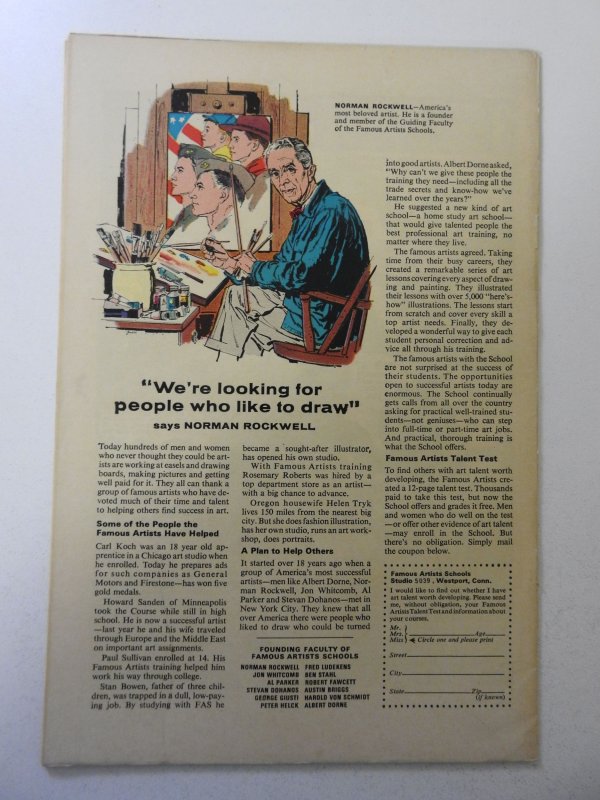 NORMAN ROCKWELL—America's
most beloved artist. He is a founder
and member of the Guiding Faculty
of the Famous Artists Schools.
"We're looking for
people who like to draw"
says NORMAN ROCKWELL
Today hundreds of men and women
who never thought they could be art-
ists are working at easels and drawing
boards, making pictures and getting
well paid for it. They all can thank a
group of famous artists who have de-
voted much of their time and talent
to helping others find success in art.
Some of the People the
Famous Artists Have Helped
Carl Koch was an 18 year old ap-
prentice in a Chicago art studio when
he enrolled. Today he prepares ads
for such companies as General
Motors and Firestone—has won five
gold medals.
Howard Sanden of Minneapolis
took the Course while still in high
school. He is now a successful artist
—last year he and his wife traveled
through Europe and the Middle East
on important art assignments.
Paul Sullivan enrolled at 14. His
Famous Artists training helped him
work his way through college.
Stan Bowen, father of three chil-
dren, was trapped in a dull, low-pay-
ing job. By studying with FAS he
became a sought-after illustrator,
has opened his own studio.
With Famous Artists training
Rosemary Roberts was hired by a
top department store as an artist—
with a big chance to advance.
Oregon housewife Helen Tryk
lives 150 miles from the nearest big
city. But she does fashion illustration,
has her own studio, runs an art work-
shop, does portraits.
A Plan to Help Others
It started over 18 years ago when a
group of America's most successful
artists—men like Albert Dorne, Nor-
man Rockwell, Jon Whitcomb, Al
Parker and Stevan Dohanos—met in
New York City. They knew that all
over America there were people who
liked to draw who could be turned
FOUNDING FACULTY OF
FAMOUS ARTISTS SCHOOLS
NORMAN ROCKWELL FRED LUDEKENS
JON WHITCOMB BEN STAHL
AL PARKER ROBERT FAWCETT
STEVAN DOHANOS AUSTIN BRIGGS
GEORGE GIUSTI HAROLD VON SCHMIDT
PETER HELCK ALBERT DORNE
into good artists. Albert Dorne asked,
"Why can't we give these people the
training they need—including all the
trade secrets and know-how we've
learned over the years?"
He suggested a new kind of art
school—a home study art school—
that would give talented people the
best professional art training, no
matter where they live.
The famous artists agreed. Taking
time from their busy careers, they
created a remarkable series of art
lessons covering every aspect of draw-
ing and painting. They illustrated
their lessons with over 5,000 "here's-
how" illustrations. The lessons start
from scratch and cover every skill a
top artist needs. Finally, they de-
veloped a wonderful way to give each
student personal correction and ad-
vice all through his training.
The famous artists with the School
are not surprised at the success of
their students. The opportunities
open to successful artists today are
enormous. The School continually
gets calls from all over the country
asking for practical well-trained stu-
dents—not geniuses—who can step
into full-time or part-time art jobs.
And practical, thorough training is
what the School offers.
Famous Artists Talent Test
To find others with art talent worth
developing, the Famous Artists cre-
ated a 12-page talent test. Thousands
paid to take this test, but now the
School offers and grades it free. Men
and women who do well on the test
—or offer other evidence of art talent
—may enroll in the School. But
there's no obligation. Simply mail
the coupon below.
Famous Artists Schools
Studio 5039, Westport, Conn.
I would like to find out whether I have
art talent worth developing. Please send
me, without obligation, your Famous
Artists Talent Test and information about
your courses.
Mr.
Mrs. Age
Miss Circle one and please print
Street
City
State Zip
(if known)